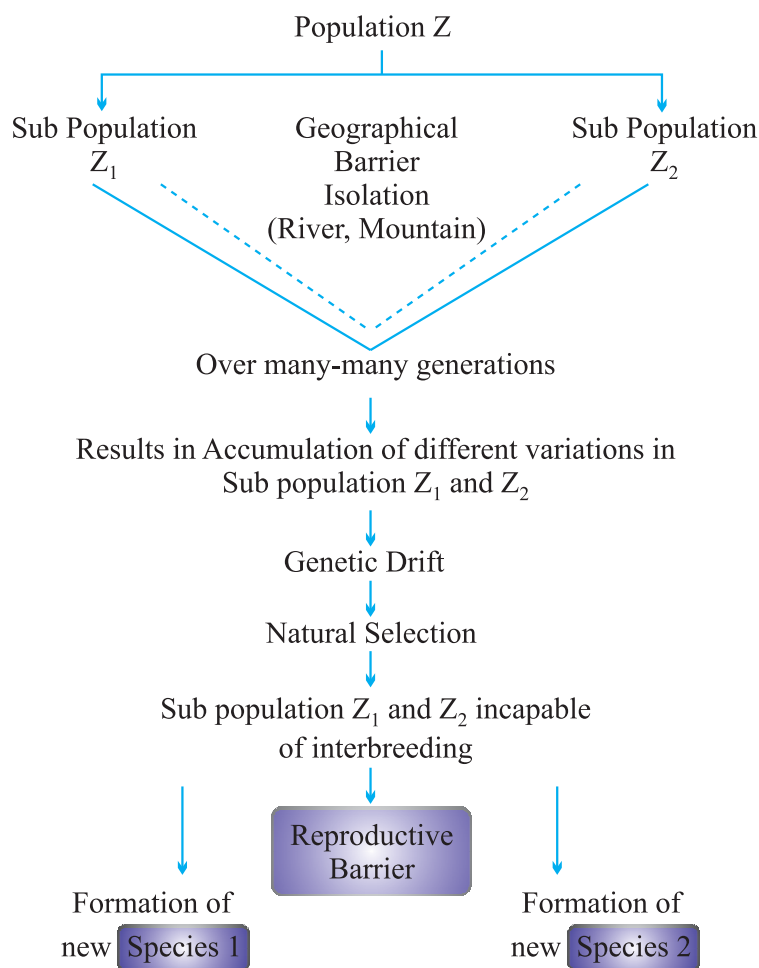 Population Z
Sub Population
Z₁
Geographical
Barrier
Isolation
(River, Mountain)
Sub Population
Z₂
Over many-many generations
Results in Accumulation of different variations in
Sub population Z₁ and Z₂
Genetic Drift
Natural Selection
Sub population Z₁ and Z₂ incapable
of interbreeding
Reproductive
Barrier
Formation of
new Species 1
Formation of
new Species 2